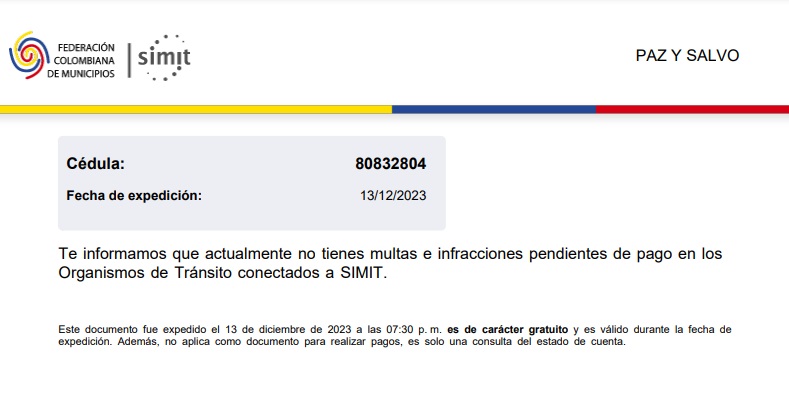 FEDERACIÓN
COLOMBIANA
DE MUNICIPIOS
simit
PAZ Y SALVO
Cédula: 80832804
Fecha de expedición: 13/12/2023
Te informamos que actualmente no tienes multas e infracciones pendientes de pago en los
Organismos de Tránsito conectados a SIMIT.
Este documento fue expedido el 13 de diciembre de 2023 a las 07:30 p. m. es de carácter gratuito y es válido durante la fecha de
expedición. Además, no aplica como documento para realizar pagos, es solo una consulta del estado de cuenta.